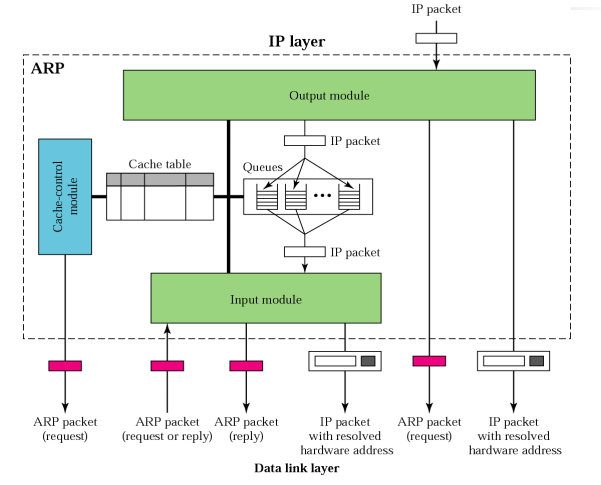 IP packet
IP layer
ARP
Output module
IP packet
Cache table
Queues
Cache-control
module
IP packet
Input module
ARP packet
(request)
ARP packet
(request or reply)
ARP packet
(reply)
IP packet
with resolved
hardware address
ARP packet
(request)
IP packet
with resolved
hardware address
Data link layer